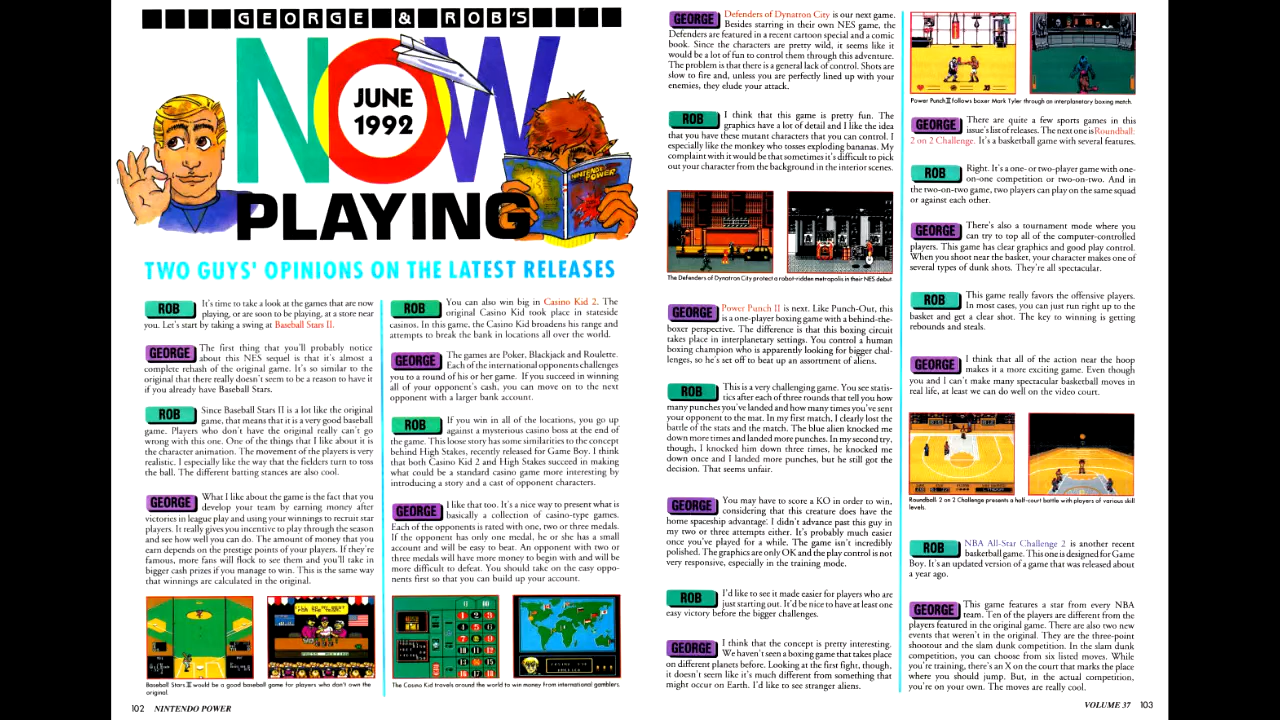 GEORGE & ROB'S
NOW
JUNE
1992
NINTENDO POWER
PLAYING
TWO GUYS' OPINIONS ON THE LATEST RELEASES
ROB It's time to take a look at the games that are now
playing, or soon to be playing, at a store near
you. Let's start by taking a swing at Baseball Stars II.
GEORGE The first thing that you'll probably notice
about this NES sequel is that it's almost a
complete rehash of the original game. It's so similar to the
original that there really doesn't seem to be a reason to have it
if you already have Baseball Stars.
ROB Since Baseball Stars II is a lot like the original
game, that means that it is a very good baseball
game. Players who don't have the original really can't go
wrong with this one. One of the things that I like about it is
the character animation. The movement of the players is very
realistic. I especially like the way that the fielders turn to toss
the ball. The different batting stances are also cool.
GEORGE What I like about the game is the fact that you
develop your team by earning money after
victories in league play and using your winnings to recruit star
players. It really gives you incentive to play through the season
and see how well you can do. The amount of money that you
earn depends on the prestige points of your players. If they're
famous, more fans will flock to see them and you'll take in
bigger cash prizes if you manage to win. This is the same way
that winnings are calculated in the original.
Baseball Stars II would be a good baseball game for players who don't own the
original.
ROB You can also win big in Casino Kid 2. The
original Casino Kid took place in stateside
casinos. In this game, the Casino Kid broadens his range and
attempts to break the bank in locations all over the world.
GEORGE The games are Poker, Blackjack and Roulette.
Each of the international opponents challenges
you to a round of his or her game. If you succeed in winning
all of your opponent's cash, you can move on to the next
opponent with a larger bank account.
ROB If you win in all of the locations, you go up
against a mysterious casino boss at the end of
the game. This loose story has some similarities to the concept
behind High Stakes, recently released for Game Boy. I think
that both Casino Kid 2 and High Stakes succeed in making
what could be a standard casino game more interesting by
introducing a story and a cast of opponent characters.
GEORGE I like that too. It's a nice way to present what is
basically a collection of casino-type games.
Each of the opponents is rated with one, two or three medals.
If the opponent has only one medal, he or she has a small
account and will be easy to beat. An opponent with two or
three medals will have more money to begin with and will be
more difficult to defeat. You should take on the easy oppo-
nents first so that you can build up your account.
The Casino Kid travels around the world to win money from international gamblers.
102 NINTENDO POWER
GEORGE Defenders of Dynatron City is our next game.
Besides starring in their own NES game, the
Defenders are featured in a recent cartoon special and a comic
book. Since the characters are pretty wild, it seems like it
would be a lot of fun to control them through this adventure.
The problem is that there is a general lack of control. Shots are
slow to fire and, unless you are perfectly lined up with your
enemies, they elude your attack.
ROB I think that this game is pretty fun. The
graphics have a lot of detail and I like the idea
that you have these mutant characters that you can control. I
especially like the monkey who tosses exploding bananas. My
complaint with it would be that sometimes it's difficult to pick
out your character from the background in the interior scenes.
The Defenders of Dynatron City protect a robot-ridden metropolis in their NES debut.
GEORGE Power Punch II is next. Like Punch-Out, this
is a one-player boxing game with a behind-the-
boxer perspective. The difference is that this boxing circuit
takes place in interplanetary settings. You control a human
boxing champion who is apparently looking for bigger chal-
lenges, so he's set off to beat up an assortment of aliens.
ROB This is a very challenging game. You see statis-
tics after each of three rounds that tell you how
many punches you've landed and how many times you've sent
your opponent to the mat. In my first match, I clearly lost the
battle of the stats and the match. The blue alien knocked me
down more times and landed more punches. In my second try,
though, I knocked him down three times, he knocked me
down once and I landed more punches, but he still got the
decision. That seems unfair.
GEORGE You may have to score a KO in order to win,
considering that this creature does have the
home spaceship advantage. I didn't advance past this guy in
my two or three attempts either. It's probably much easier
once you've played for a while. The game isn't incredibly
polished. The graphics are only OK and the play control is not
very responsive, especially in the training mode.
ROB I'd like to see it made easier for players who are
just starting out. It'd be nice to have at least one
easy victory before the bigger challenges.
GEORGE I think that the concept is pretty interesting.
We haven't seen a boxing game that takes place
on different planets before. Looking at the first fight, though,
it doesn't seem like it's much different from something that
might occur on Earth. I'd like to see stranger aliens.
Power Punch II follows boxer Mark Tyler through an interplanetary boxing match.
GEORGE There are quite a few sports games in this
issue's list of releases. The next one is Roundball:
2 on 2 Challenge. It's a basketball game with several features.
ROB Right. It's a one- or two-player game with one-
on-one competition or two-on-two. And in
the two-on-two game, two players can play on the same squad
or against each other.
GEORGE There's also a tournament mode where you
can try to top all of the computer-controlled
players. This game has clear graphics and good play control.
When you shoot near the basket, your character makes one of
several types of dunk shots. They're all spectacular.
ROB This game really favors the offensive players.
In most cases, you can just run right up to the
basket and get a clear shot. The key to winning is getting
rebounds and steals.
GEORGE I think that all of the action near the hoop
makes it a more exciting game. Even though
you and I can't make many spectacular basketball moves in
real life, at least we can do well on the video court.
Roundball: 2 on 2 Challenge presents a half-court battle with players of various skill
levels.
ROB NBA All-Star Challenge 2 is another recent
basketball game. This one is designed for Game
Boy. It's an updated version of a game that was released about
a year ago.
GEORGE This game features a star from every NBA
team. Ten of the players are different from the
players featured in the original game. There are also two new
events that weren't in the original. They are the three-point
shootout and the slam dunk competition. In the slam dunk
competition, you can choose from six listed moves. While
you're training, there's an X on the court that marks the place
where you should jump. But, in the actual competition,
you're on your own. The moves are really cool.
VOLUME 37 103